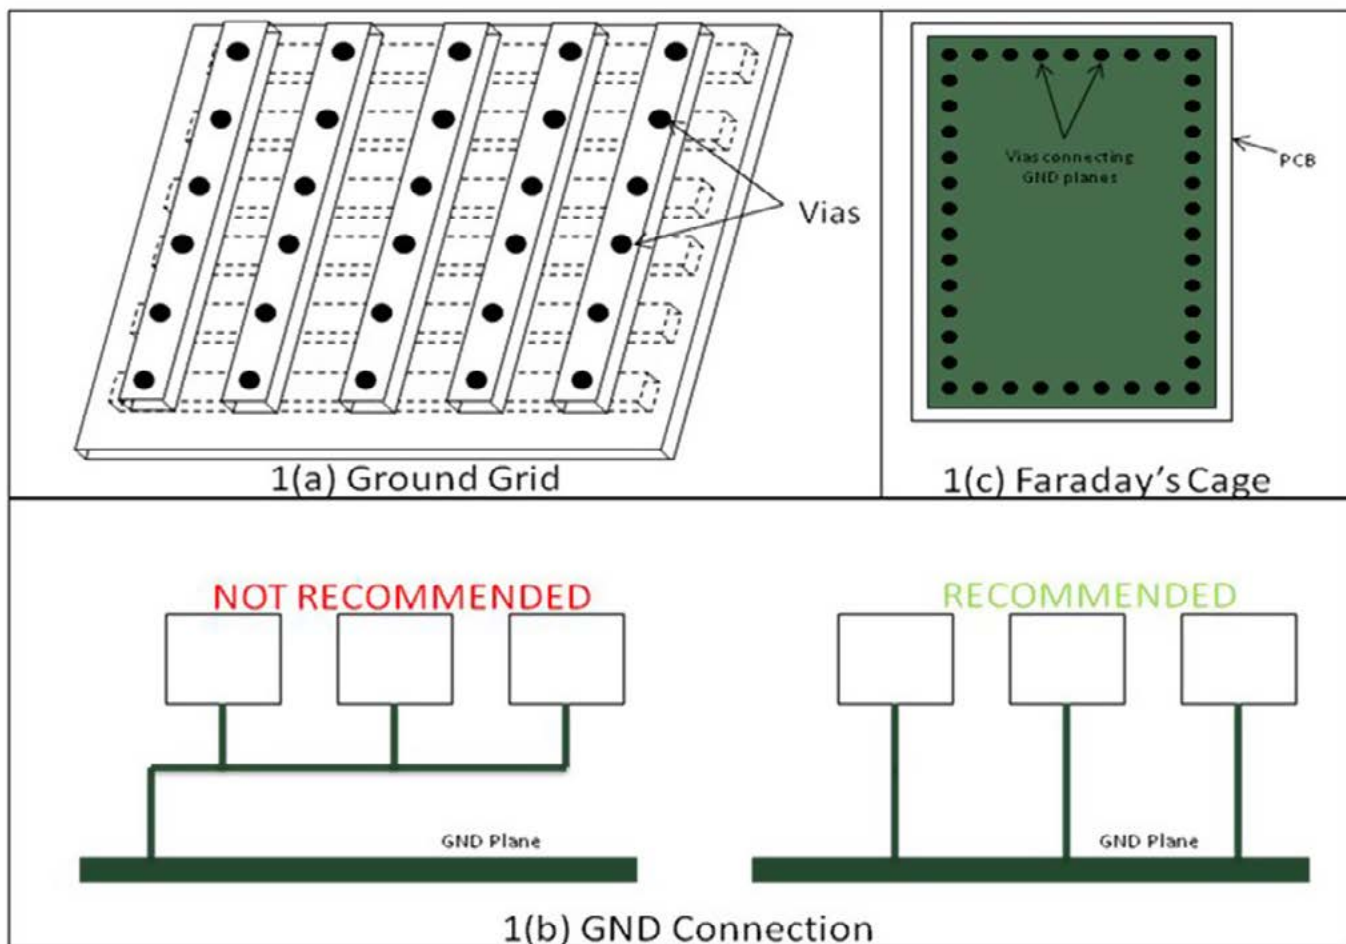 Vias
1(a) Ground Grid
Vias connecting
GND planes
PCB
1(c) Faraday's Cage
NOT RECOMMENDED
RECOMMENDED
GND Plane
GND Plane
1(b) GND Connection